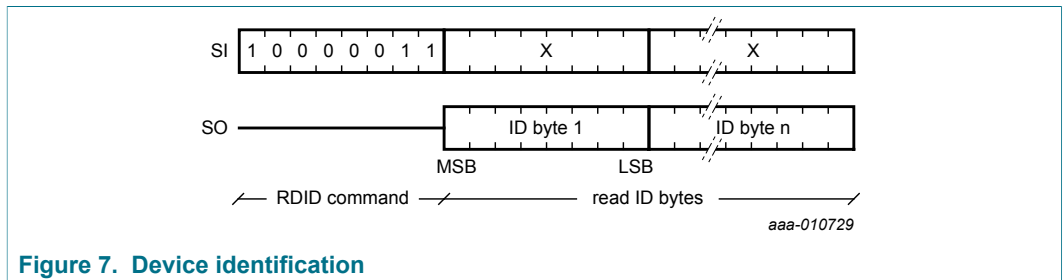 SI 1 0 0 0 0 0 1 1 X X
SO ID byte 1 ID byte n
MSB LSB
RDID command read ID bytes
aaa-010729
Figure 7. Device identification